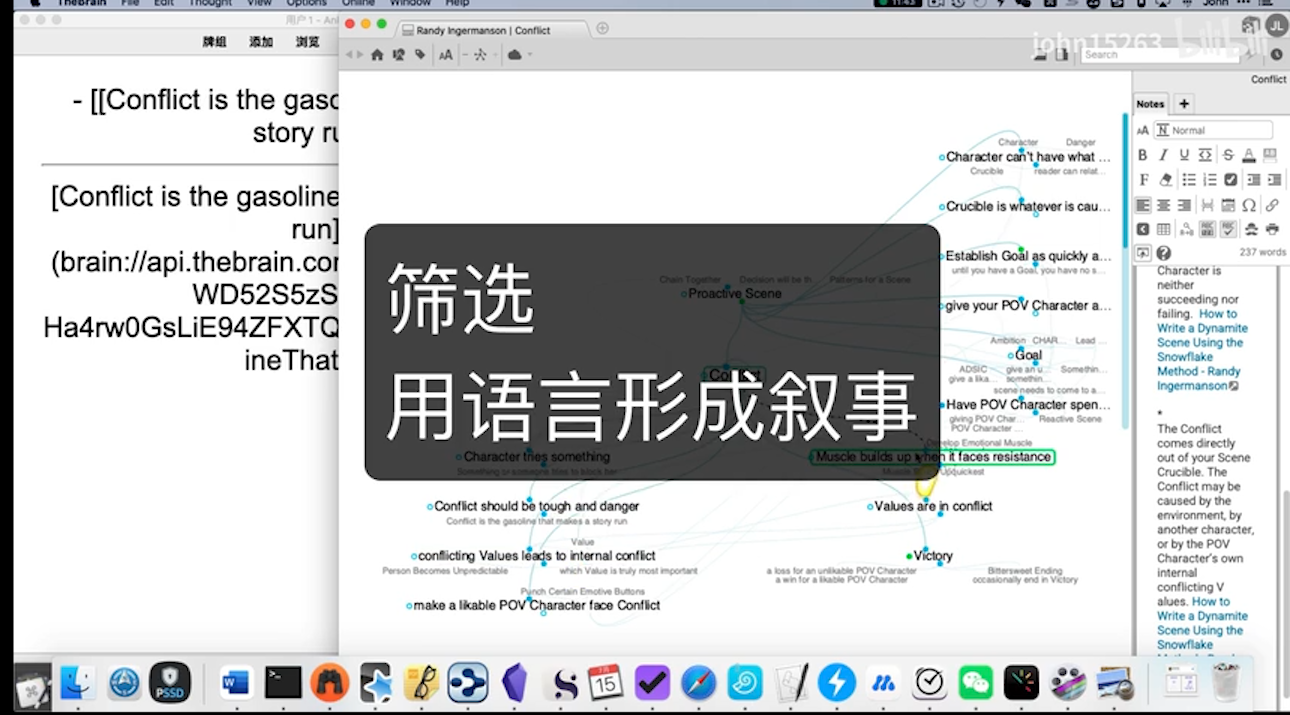 TheBrain File Edit Thought View Options Online Window Help
用户1 - An
牌组 添加 浏览
- [[Conflict is the gaso
story ru
[Conflict is the gasoline
run]
(brain://api.thebrain.co
WD52S5zS
Ha4rw0GsLiE94ZFXTQ
ineThat
Randy Ingermanson | Conflict
john15263 bilibili
JL
Search
筛选
用语言形成叙事
Chain Together Decision will be th. Patterns for a Scene
Proactive Scene
Conflict
Character tries something
Something or someone tries to block her
Conflict should be tough and danger
Conflict is the gasoline that makes a story run
Value
conflicting Values leads to internal conflict
Person Becomes Unpredictable which Value is truly most important
Punch Certain Emotive Buttons
make a likable POV Character face Conflict
Character Danger
Character can't have what ...
Crucible reader can relat...
Crucible is whatever is cau...
Establish Goal as quickly a...
until you have a Goal, you have no s...
give your POV Character a...
Ambition CHAR... Lead ...
Goal
ADSIC give an u... Somethin...
give a lika... somethin...
scene needs to come to a...
Have POV Character spen...
giving POV Char... Reactive Scene
POV Character ...
Develop Emotional Muscle
Muscle builds up when it faces resistance
Values are in conflict
Victory
a loss for an unlikable POV Character Bittersweet Ending
a win for a likable POV Character occasionally end in Victory
Conflict
Notes
Normal
237 words
Character is
neither
succeeding nor
failing. How to
Write a Dynamite
Scene Using the
Snowflake
Method - Randy
Ingermanson
*
The Conflict
comes directly
out of your Scene
Crucible. The
Conflict may be
caused by the
environment, by
another character,
or by the POV
Character's own
internal
conflicting V
alues. How to
Write a Dynamite
Scene Using the
Snowflake
PSSD
15